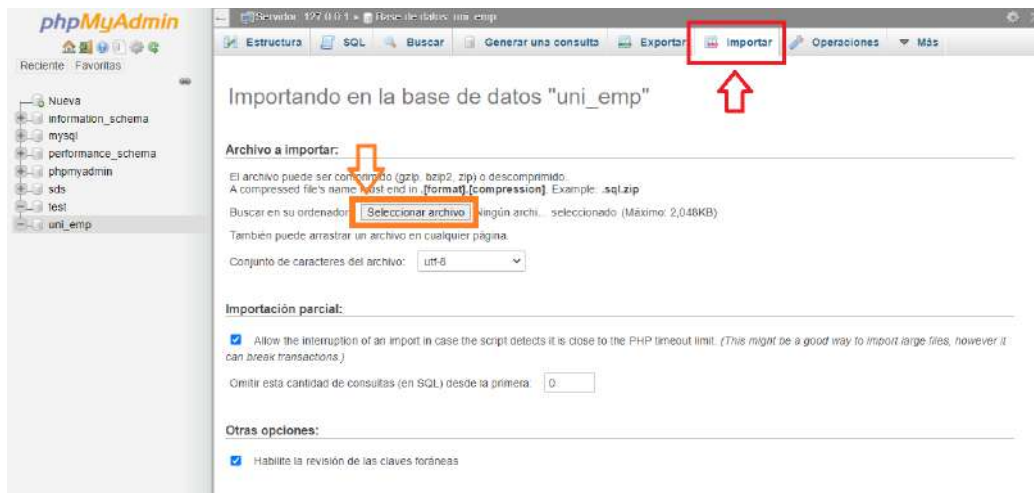 phpMyAdmin
Reciente Favoritas
Nueva
information_schema
mysql
performance_schema
phpmyadmin
sds
test
uni_emp
Servidor: 127.0.0.1 » Base de datos: uni_emp
Estructura SQL Buscar Generar una consulta Exportar Importar Operaciones Más
Importando en la base de datos "uni_emp"
Archivo a importar:
El archivo puede ser comprimido (gzip, bzip2, zip) o descomprimido.
A compressed file's name must end in .[format].[compression]. Example: .sql.zip
Buscar en su ordenador: Seleccionar archivo Ningún archi... seleccionado (Máximo: 2,048KB)
También puede arrastrar un archivo en cualquier página.
Conjunto de caracteres del archivo: utf-8
Importación parcial:
Allow the interruption of an import in case the script detects it is close to the PHP timeout limit. (This might be a good way to import large files, however it
can break transactions.)
Omitir esta cantidad de consultas (en SQL) desde la primera: 0
Otras opciones:
Habilite la revisión de las claves foráneas